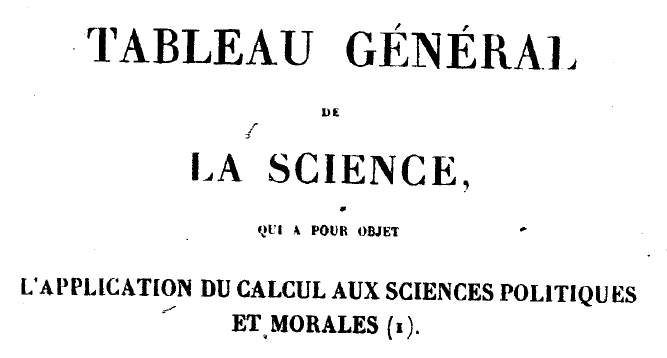 TABLEAU GÉNÉRAL
DE
LA SCIENCE,
QUI A POUR OBJET
L'APPLICATION DU CALCUL AUX SCIENCES POLITIQUES
ET MORALES (1).